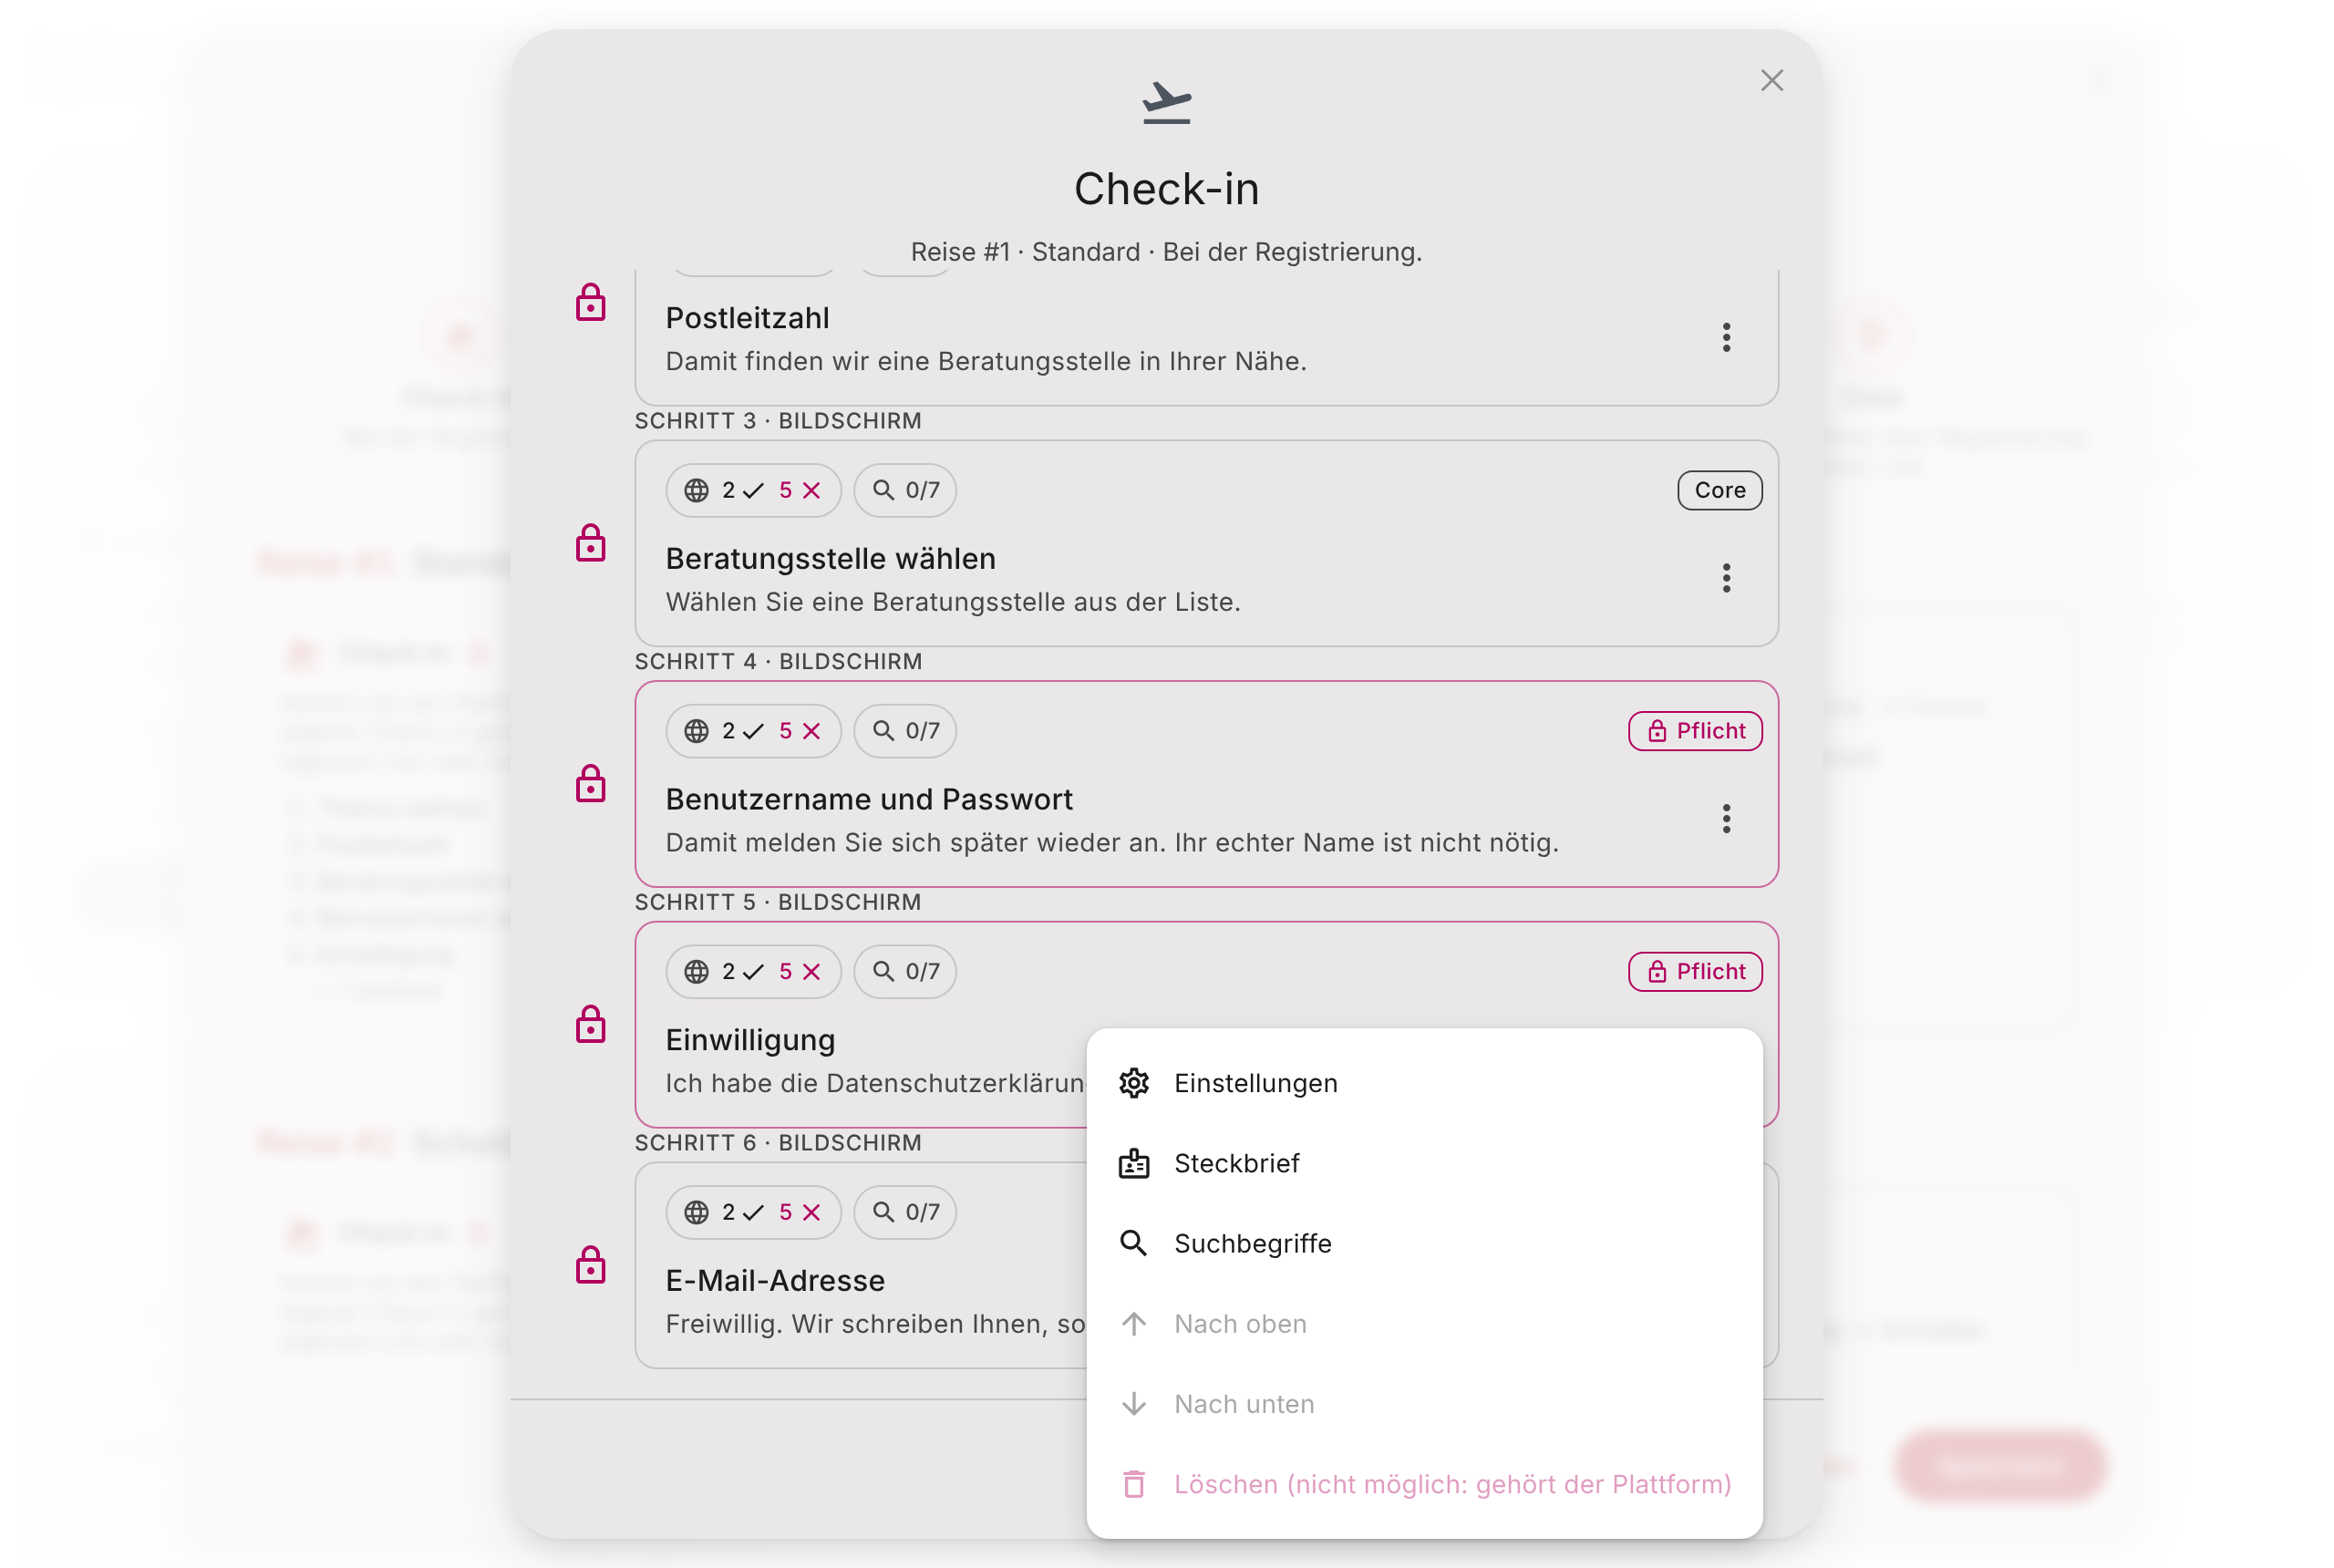 Check-in
Reise #1 · Standard · Bei der Registrierung.
Postleitzahl
Damit finden wir eine Beratungsstelle in Ihrer Nähe.
SCHRITT 3 · BILDSCHIRM
2 5 0/7 Core
Beratungsstelle wählen
Wählen Sie eine Beratungsstelle aus der Liste.
SCHRITT 4 · BILDSCHIRM
2 5 0/7 Pflicht
Benutzername und Passwort
Damit melden Sie sich später wieder an. Ihr echter Name ist nicht nötig.
SCHRITT 5 · BILDSCHIRM
2 5 0/7 Pflicht
Einwilligung
Ich habe die
SCHRITT 6 · BILDSCHIRM
2 5 0/7
E-Mail-Adresse
Freiwillig. Wir schreiben Ihnen,
Einstellungen
Steckbrief
Suchbegriffe
Nach oben
Nach unten
Löschen (nicht möglich: gehört der Plattform)